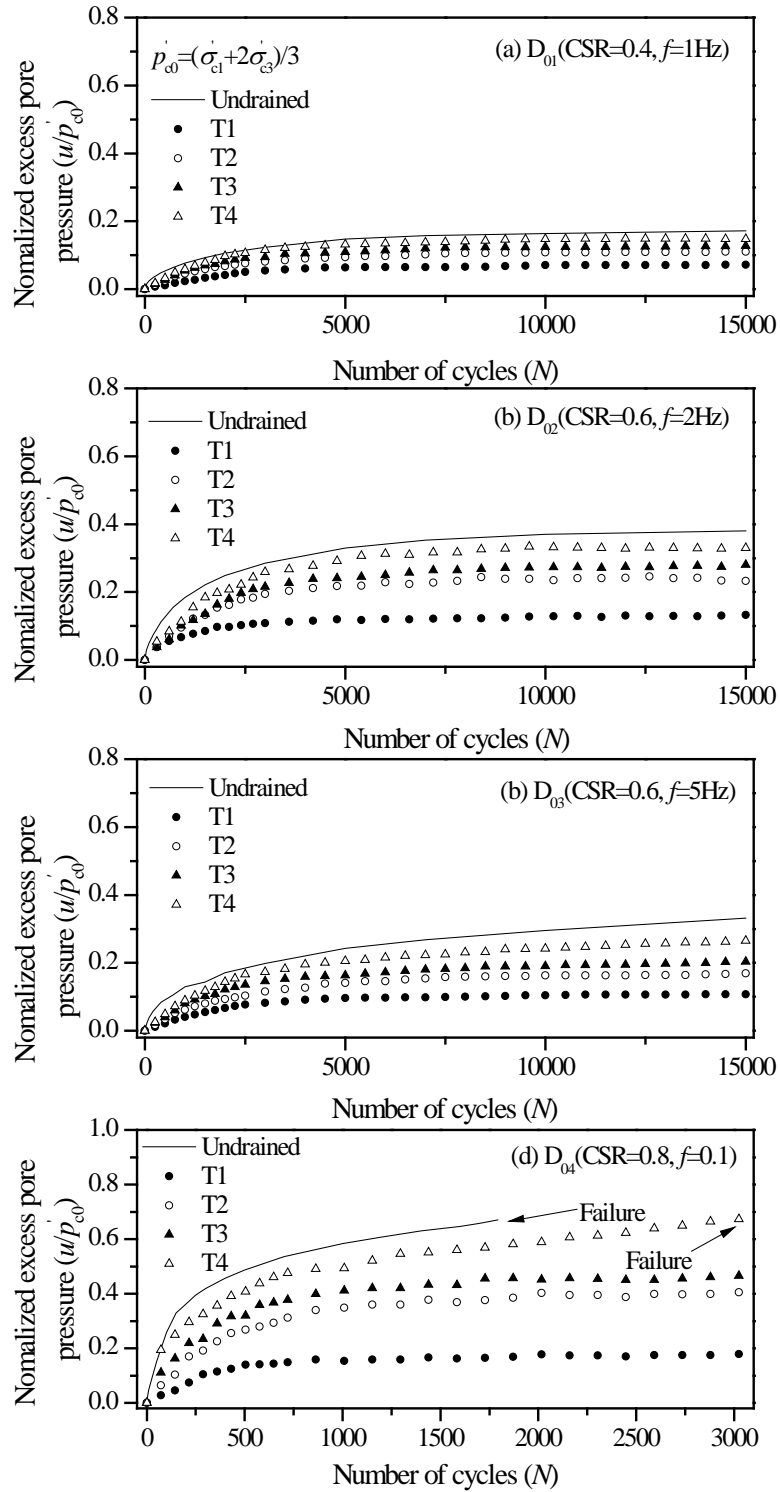 (a) D01(CSR=0.4, f=1Hz)
p'c0=(σ'c1+2σ'c3)/3
Undrained
T1
T2
T3
T4
Nomalized excess pore
pressure (u/p'c0)
0.8
0.6
0.4
0.2
0.0
0 5000 10000 15000
Number of cycles (N)
(b) D02(CSR=0.6, f=2Hz)
Undrained
T1
T2
T3
T4
Nomalized excess pore
pressure (u/p'c0)
0.8
0.6
0.4
0.2
0.0
0 5000 10000 15000
Number of cycles (N)
(b) D03(CSR=0.6, f=5Hz)
Undrained
T1
T2
T3
T4
Nomalized excess pore
pressure (u/p'c0)
0.8
0.6
0.4
0.2
0.0
0 5000 10000 15000
Number of cycles (N)
(d) D04(CSR=0.8, f=0.1)
Undrained
T1
T2
T3
T4
Failure
Failure
Nomalized excess pore
pressure (u/p'c0)
1.0
0.8
0.6
0.4
0.2
0.0
0 500 1000 1500 2000 2500 3000
Number of cycles (N)